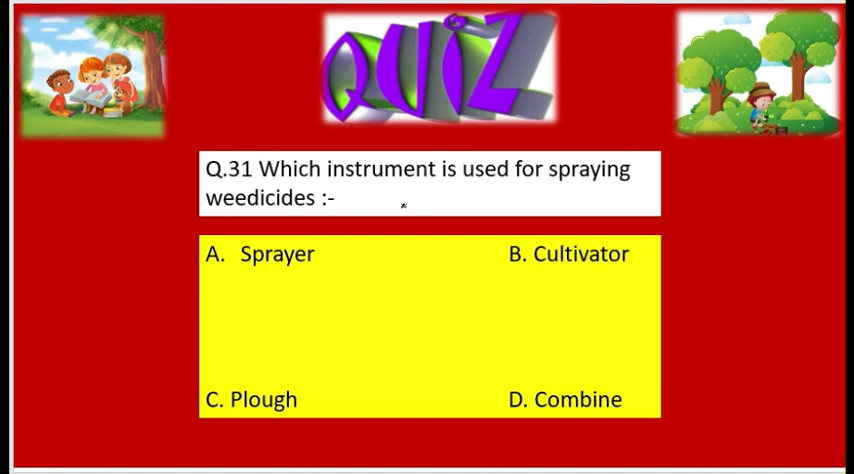 QUIZ
Q.31 Which instrument is used for spraying
weedicides :-
A. Sprayer B. Cultivator
C. Plough D. Combine